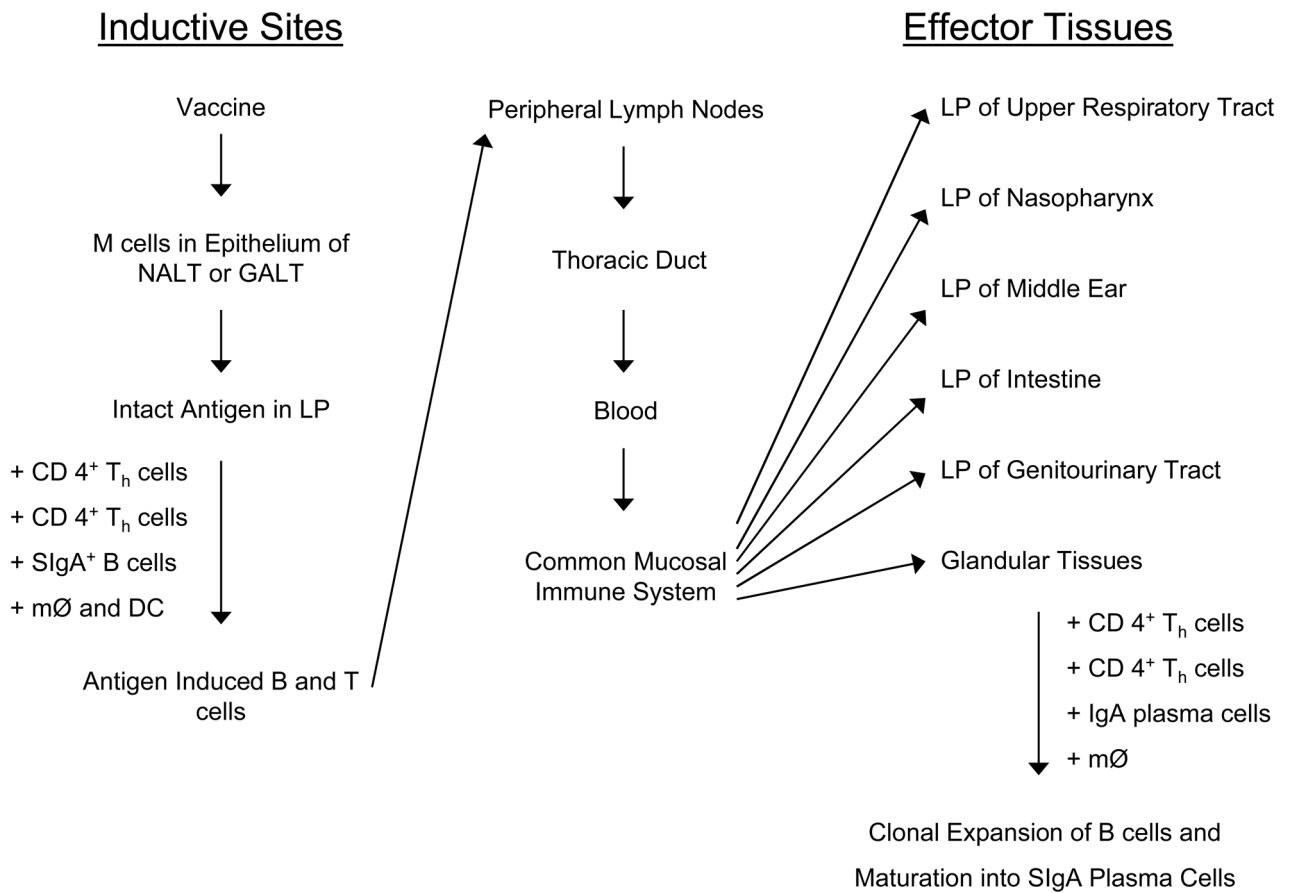 Inductive Sites
Vaccine
M cells in Epithelium of
NALT or GALT
Intact Antigen in LP
+ CD 4⁺ Tₕ cells
+ CD 4⁺ Tₕ cells
+ SIgA⁺ B cells
+ mØ and DC
Antigen Induced B and T
cells
Peripheral Lymph Nodes
Thoracic Duct
Blood
Common Mucosal
Immune System
Effector Tissues
LP of Upper Respiratory Tract
LP of Nasopharynx
LP of Middle Ear
LP of Intestine
LP of Genitourinary Tract
Glandular Tissues
+ CD 4⁺ Tₕ cells
+ CD 4⁺ Tₕ cells
+ IgA plasma cells
+ mØ
Clonal Expansion of B cells and
Maturation into SIgA Plasma Cells